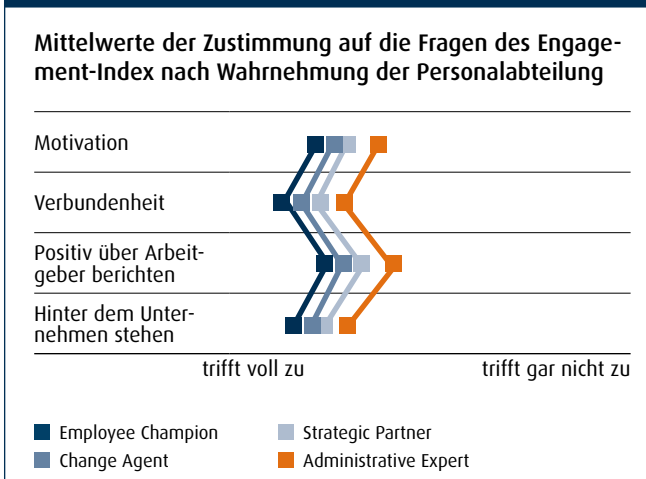 Mittelwerte der Zustimmung auf die Fragen des Engage-
ment-Index nach Wahrnehmung der Personalabteilung
Motivation
Verbundenheit
Positiv über Arbeit-
geber berichten
Hinter dem Unter-
nehmen stehen
trifft voll zu
trifft gar nicht zu
Employee Champion
Strategic Partner
Change Agent
Administrative Expert